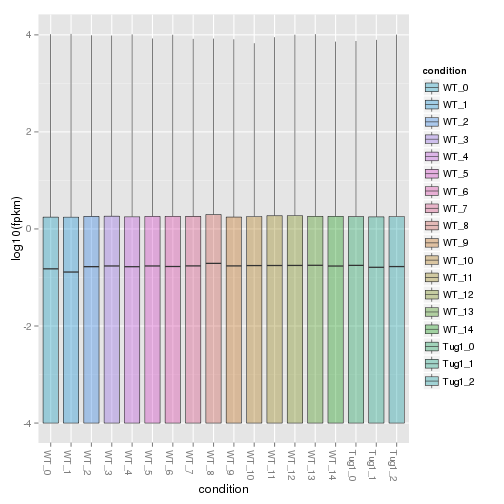 4
2
0
-2
-4
log10(fpkm)
WT_0
WT_1
WT_2
WT_3
WT_4
WT_5
WT_6
WT_7
WT_8
WT_9
WT_10
WT_11
WT_12
WT_13
WT_14
Tug1_0
Tug1_1
Tug1_2
condition
condition
WT_0
WT_1
WT_2
WT_3
WT_4
WT_5
WT_6
WT_7
WT_8
WT_9
WT_10
WT_11
WT_12
WT_13
WT_14
Tug1_0
Tug1_1
Tug1_2